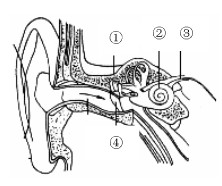 ① ② ③
④